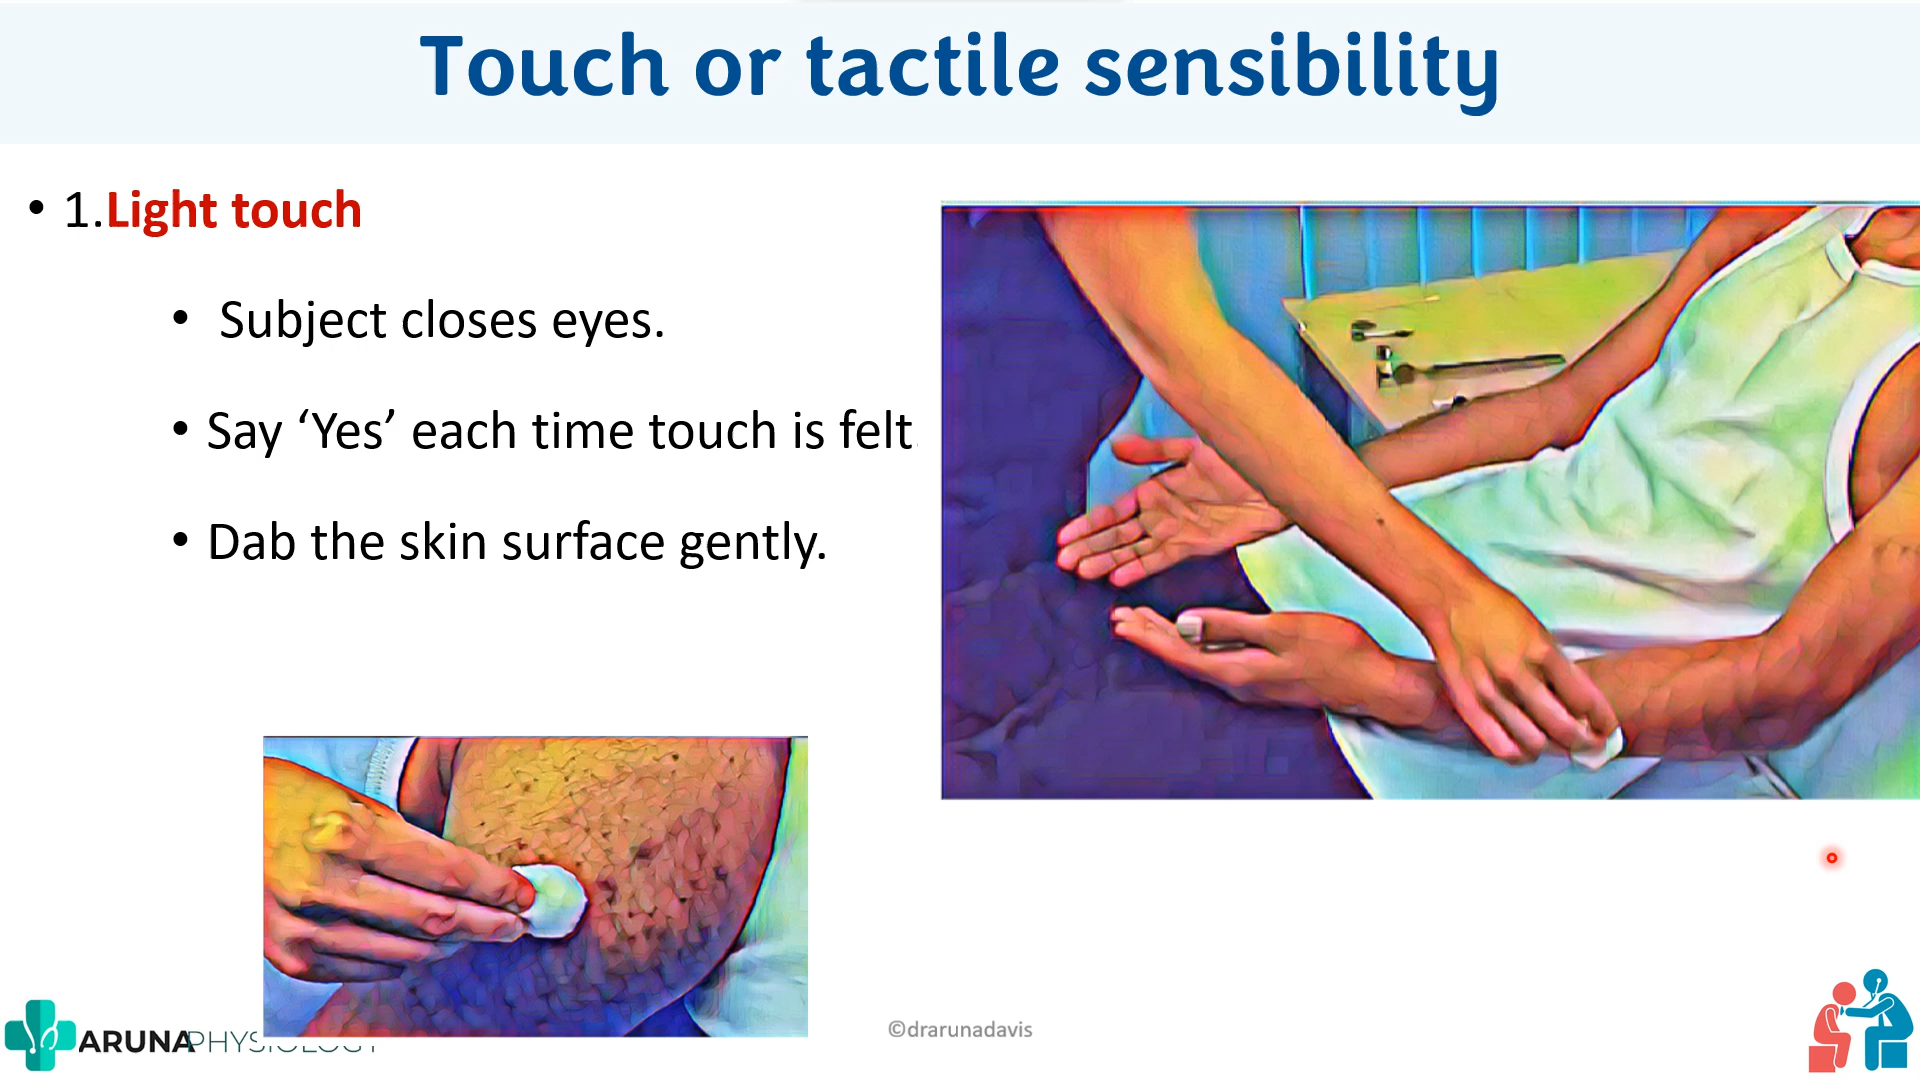 Touch or tactile sensibility
• 1.Light touch
• Subject closes eyes.
• Say ‘Yes’ each time touch is felt.
• Dab the skin surface gently.
ARUNAPHYSIOLOGY
©drarunadavis